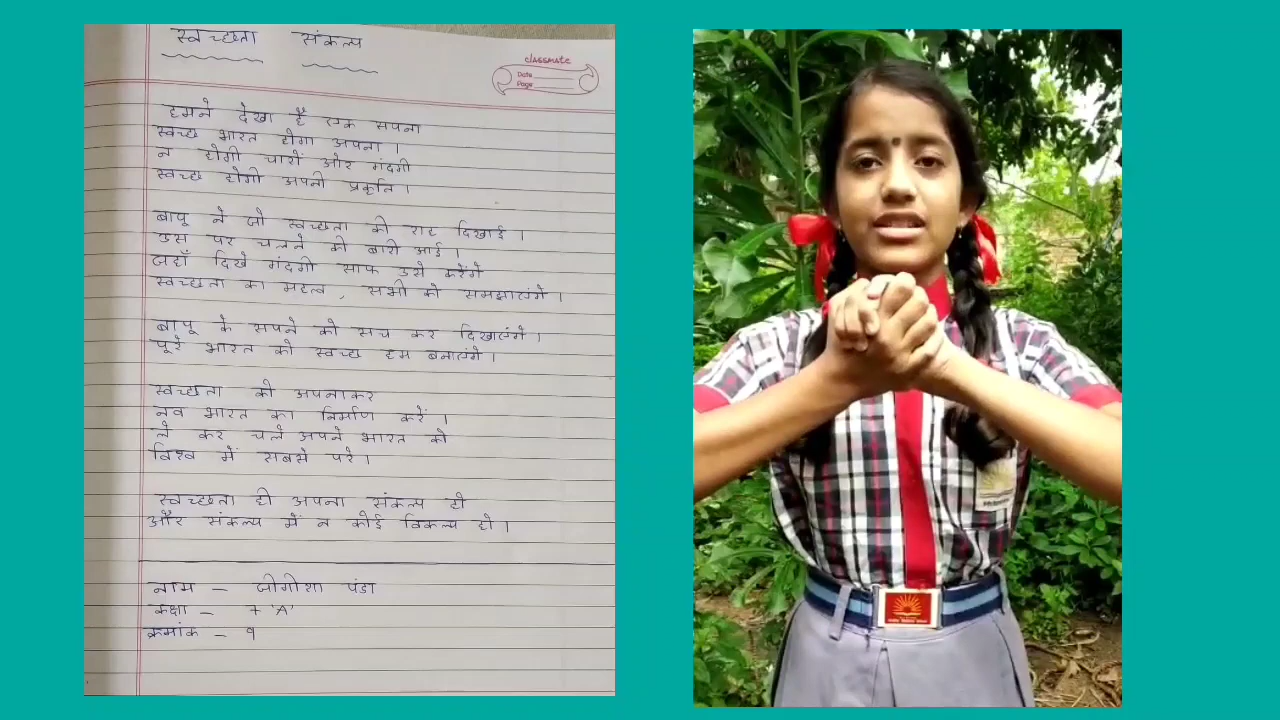 स्वच्छता संकल्प
classmate
Date
Page
हमने देखा है एक सपना
स्वच्छ भारत होगा अपना ।
न होगी चारों और गंदगी
स्वच्छ होगी अपनी प्रकृति ।
बापू ने जो स्वच्छता की राह दिखाई ।
उस पर चलने की बारी आई ।
जहाँ दिखे गंदगी साफ उसे करेंगे
स्वच्छता का महत्व , सभी को समझाएंगे ।
बापू के सपने को सच कर दिखाएंगे ।
पूरे भारत को स्वच्छ हम बनाएंगे ।
स्वच्छता को अपनाकर
नव भारत का निर्माण करें ।
ले कर चले अपने भारत को
विश्व में सबसे परे ।
स्वच्छता ही अपना संकल्प हो
और संकल्प में न कोई विकल्प हो ।
नाम – जीगीशा पंडा
कक्षा – 7 'A'
क्रमांक – 9